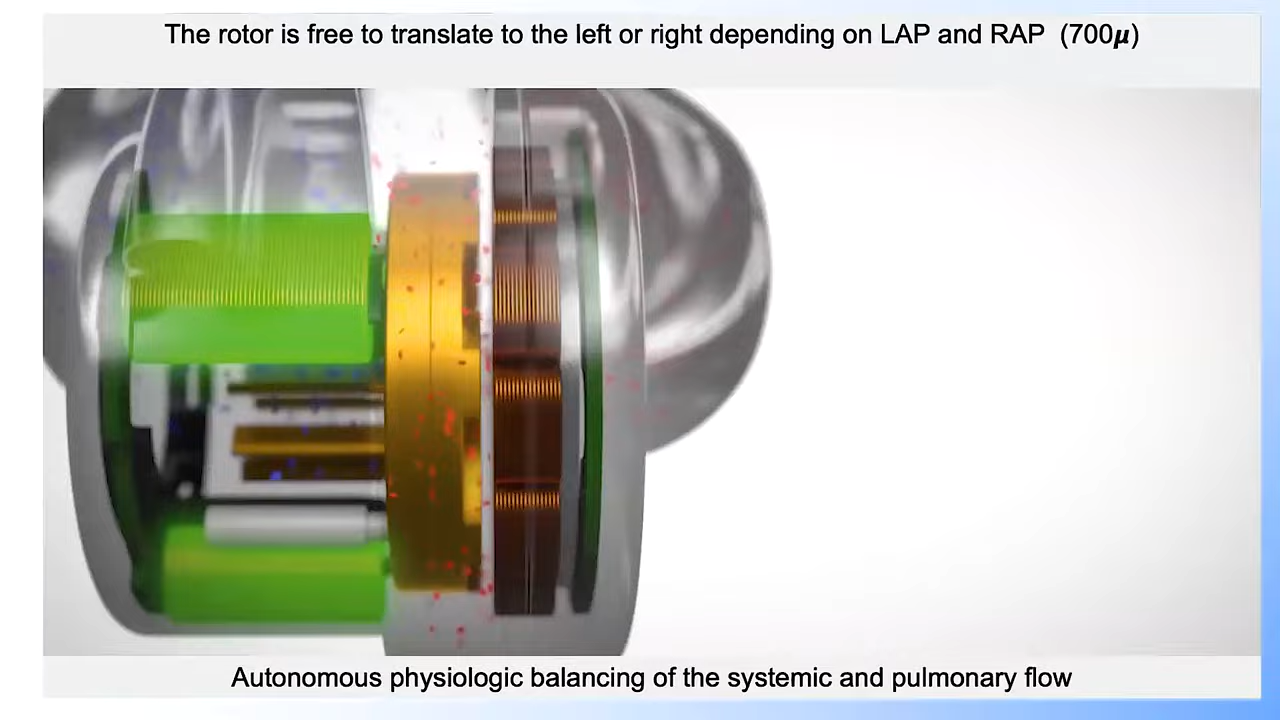 The rotor is free to translate to the left or right depending on LAP and RAP (700μ)
Autonomous physiologic balancing of the systemic and pulmonary flow